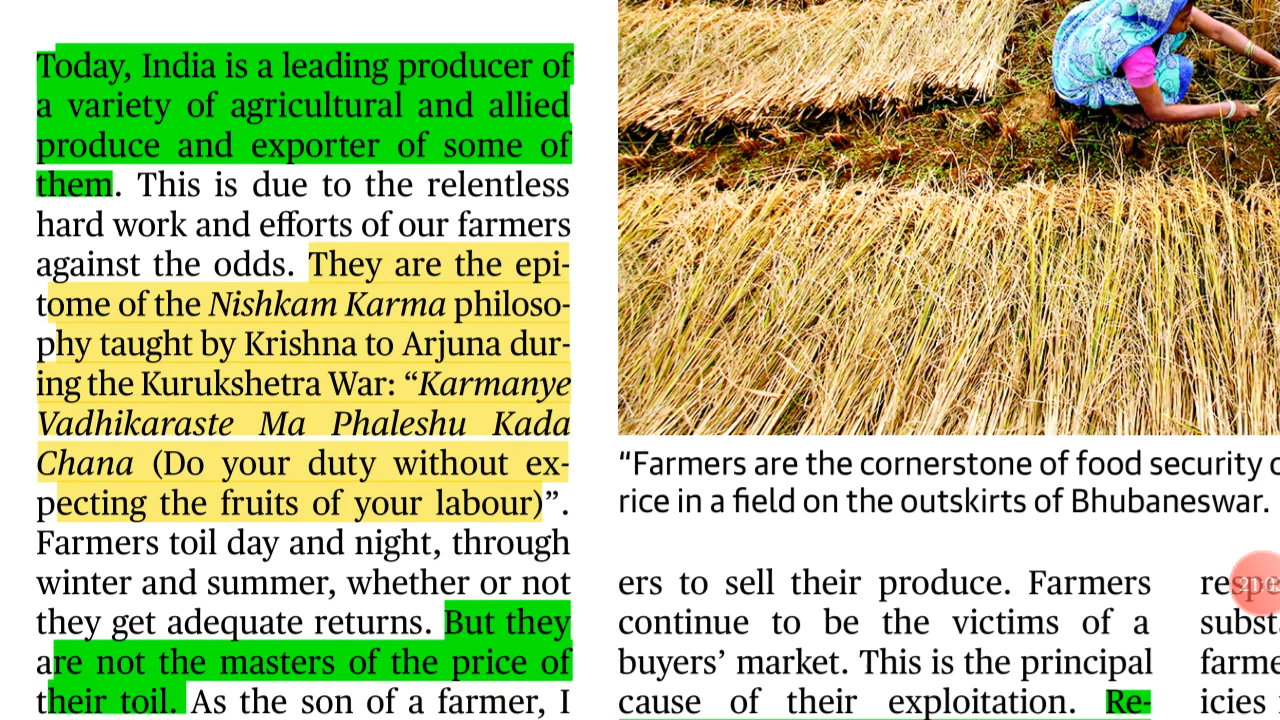 Today, India is a leading producer of
a variety of agricultural and allied
produce and exporter of some of
them. This is due to the relentless
hard work and efforts of our farmers
against the odds. They are the epi-
tome of the Nishkam Karma philoso-
phy taught by Krishna to Arjuna dur-
ing the Kurukshetra War: “Karmanye
Vadhikaraste Ma Phaleshu Kada
Chana (Do your duty without ex-
pecting the fruits of your labour)”.
Farmers toil day and night, through
winter and summer, whether or not
they get adequate returns. But they
are not the masters of the price of
their toil. As the son of a farmer, I
“Farmers are the cornerstone of food security
rice in a field on the outskirts of Bhubaneswar.
ers to sell their produce. Farmers
continue to be the victims of a
buyers’ market. This is the principal
cause of their exploitation. Re-
subst
farme
icies